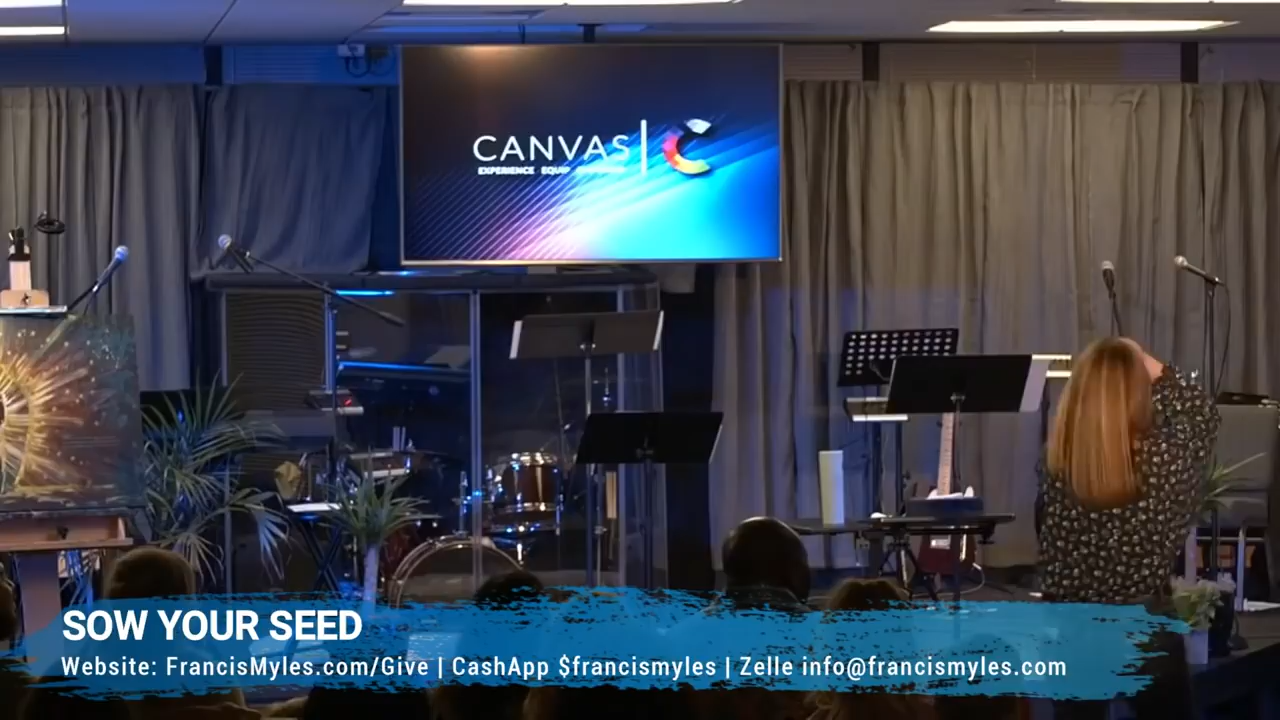 CANVAS
EXPERIENCE EQUIP
SOW YOUR SEED
Website: FrancisMyles.com/Give | CashApp $francismyles | Zelle info@francismyles.com